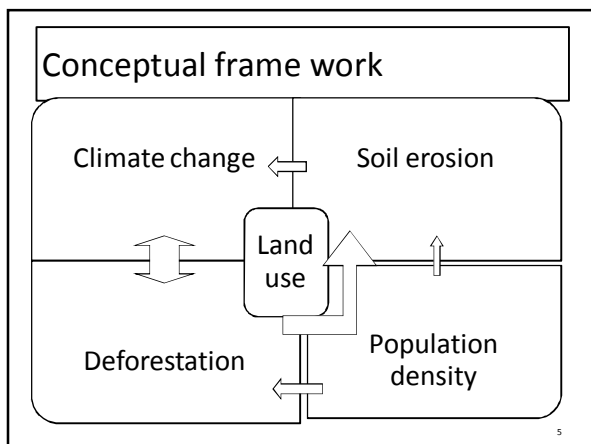 Conceptual frame work
Climate change
Soil erosion
Land
use
Deforestation
Population
density
5